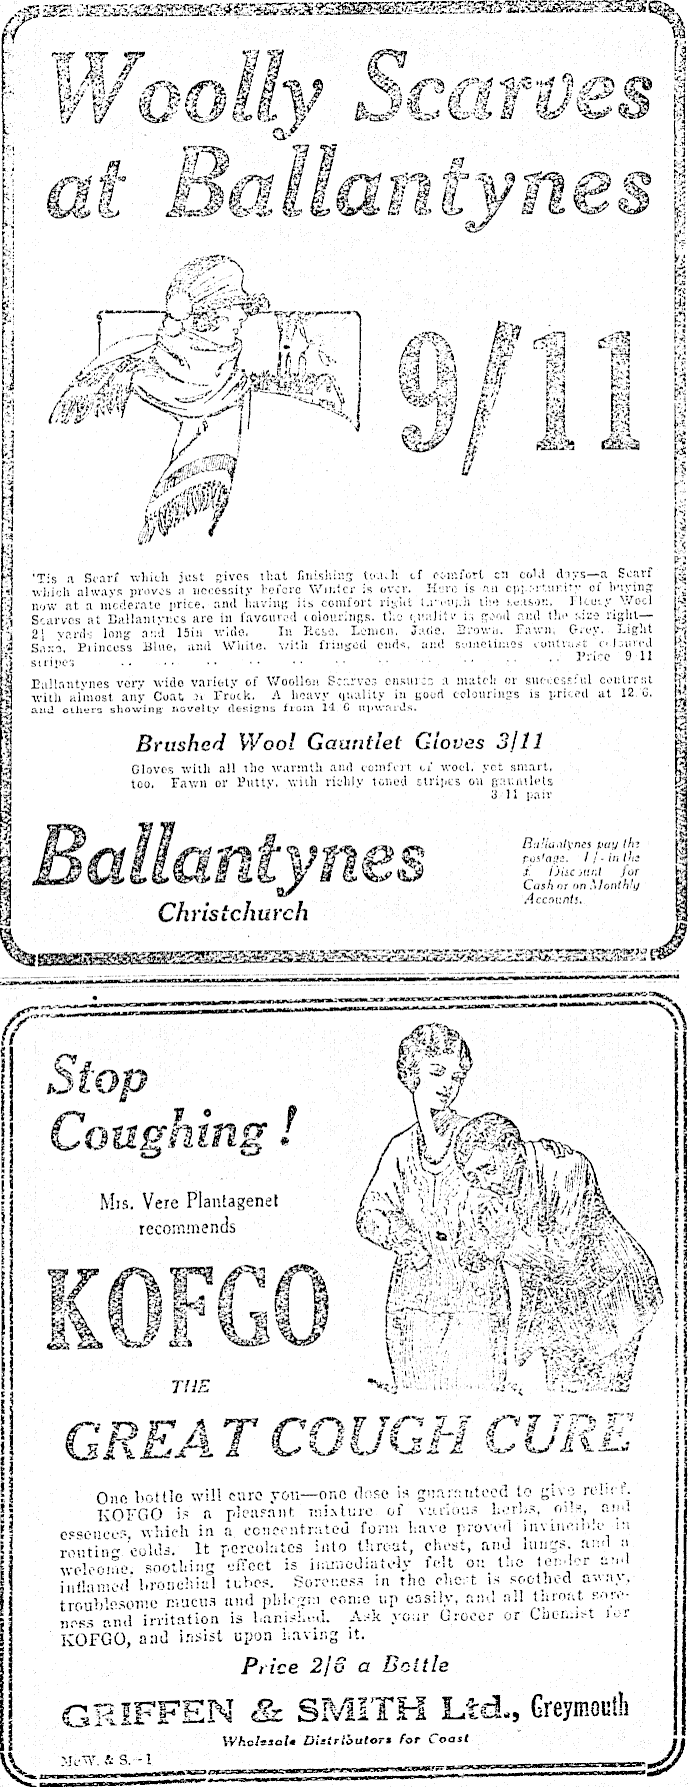 Woolly Scarves
at Ballantynes
9/11
'Tis a Scarf which just gives that finishing touch of comfort on cold days—a Scarf
which always proves a necessity before Winter is over. Here is an opportunity of buying
now at a moderate price, and having its comfort right through the season. Fleecy Wool
Scarves at Ballantynes are in favoured colourings, the quality is good and the size right—
2½ yards long and 15in wide. In Rose, Lemon, Jade, Brown, Fawn, Grey, Light
Saxe, Princess Blue, and White, with fringed ends, and sometimes contrast coloured
stripes .. .. .. .. .. .. .. .. .. .. .. Price 9/11
Ballantynes very wide variety of Woollen Scarves ensures a match or successful contrast
with almost any Coat or Frock. A heavy quality in good colourings is priced at 12/6,
and others showing novelty designs from 14/6 upwards.
Brushed Wool Gauntlet Gloves 3/11
Gloves with all the warmth and comfort of wool, yet smart,
too. Fawn or Putty, with richly toned stripes on gauntlets
3/11 pair
Ballantynes
Christchurch
Ballantynes pay the
postage. 1/- in the
£ Discount for
Cash or on Monthly
Accounts.
Stop
Coughing!
Mrs. Vere Plantagenet
recommends
KOFGO
THE
GREAT COUGH CURE
One bottle will cure you—one dose is guaranteed to give relief.
KOFGO is a pleasant mixture of various herbs, oils, and
essences, which in a concentrated form have proved invincible in
routing colds. It percolates into throat, chest, and lungs, and a
welcome, soothing effect is immediately felt on the tender and
inflamed bronchial tubes. Soreness in the chest is soothed away,
troublesome mucus and phlegm come up easily, and all throat sore-
ness and irritation is banished. Ask your Grocer or Chemist for
KOFGO, and insist upon having it.
Price 2/6 a Bottle
GRIFFEN & SMITH Ltd., Greymouth
Wholesale Distributors for Coast
McW. & S.—1